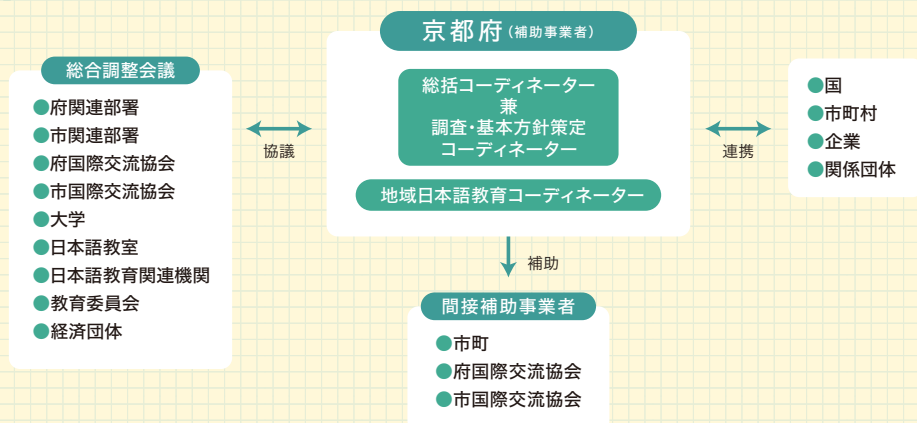 京都府（補助事業者）
総括コーディネーター
兼
調査・基本方針策定
コーディネーター
地域日本語教育コーディネーター
総合調整会議
●府関連部署
●市関連部署
●府国際交流協会
●市国際交流協会
●大学
●日本語教室
●日本語教育関連機関
●教育委員会
●経済団体
協議
連携
●国
●市町村
●企業
●関係団体
補助
間接補助事業者
●市町
●府国際交流協会
●市国際交流協会